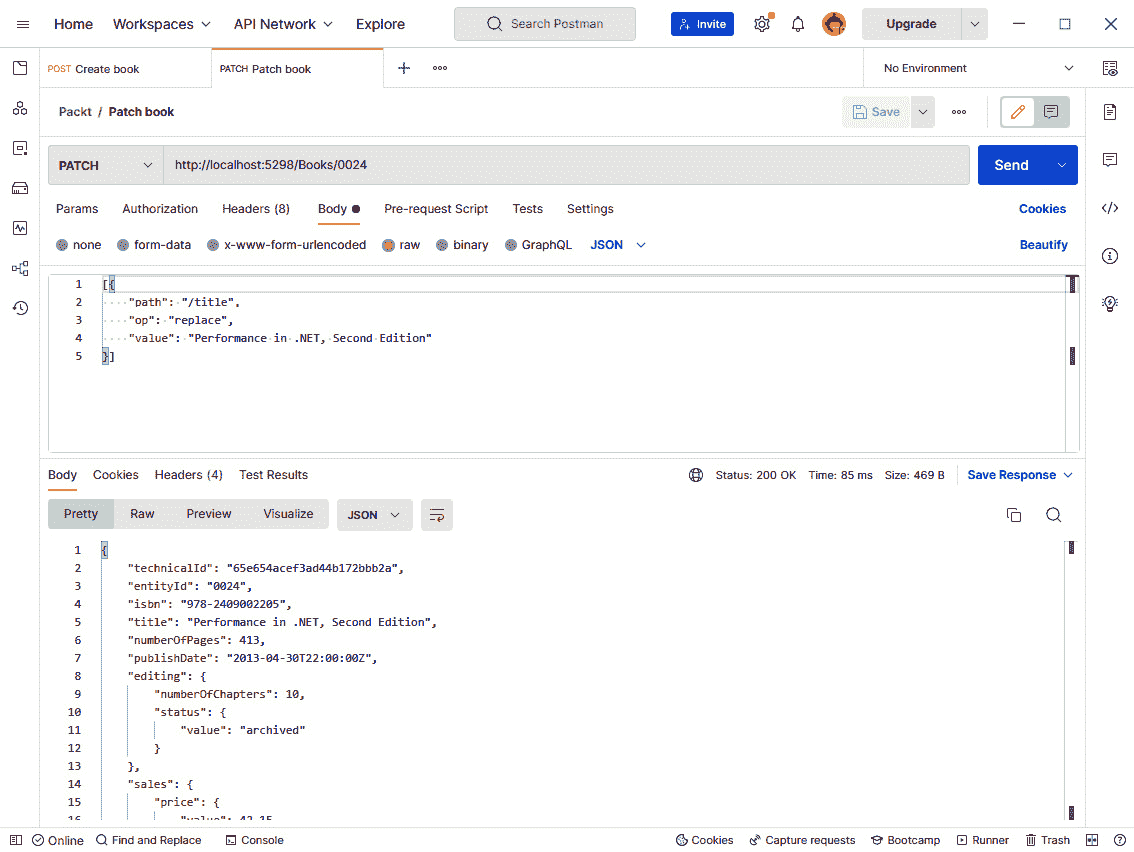 Home Workspaces API Network Explore Search Postman Invite Upgrade
POST Create book PATCH Patch book No Environment
Packt / Patch book Save
PATCH http://localhost:5298/Books/0024 Send
Params Authorization Headers (8) Body Pre-request Script Tests Settings Cookies
none form-data x-www-form-urlencoded raw binary GraphQL JSON Beautify
1 [{
2 "path": "/title",
3 "op": "replace",
4 "value": "Performance in .NET, Second Edition"
5 }]
Body Cookies Headers (4) Test Results Status: 200 OK Time: 85 ms Size: 469 B Save Response
Pretty Raw Preview Visualize JSON
1 {
2 "technicalId": "65e654acef3ad44b172bbb2a",
3 "entityId": "0024",
4 "isbn": "978-2409002205",
5 "title": "Performance in .NET, Second Edition",
6 "numberOfPages": 413,
7 "publishDate": "2013-04-30T22:00:00Z",
8 "editing": {
9 "numberOfChapters": 10,
10 "status": {
11 "value": "archived"
12 }
13 },
14 "sales": {
15 "price": {
16 "value": 42.15
Online Find and Replace Console Cookies Capture requests Bootcamp Runner Trash